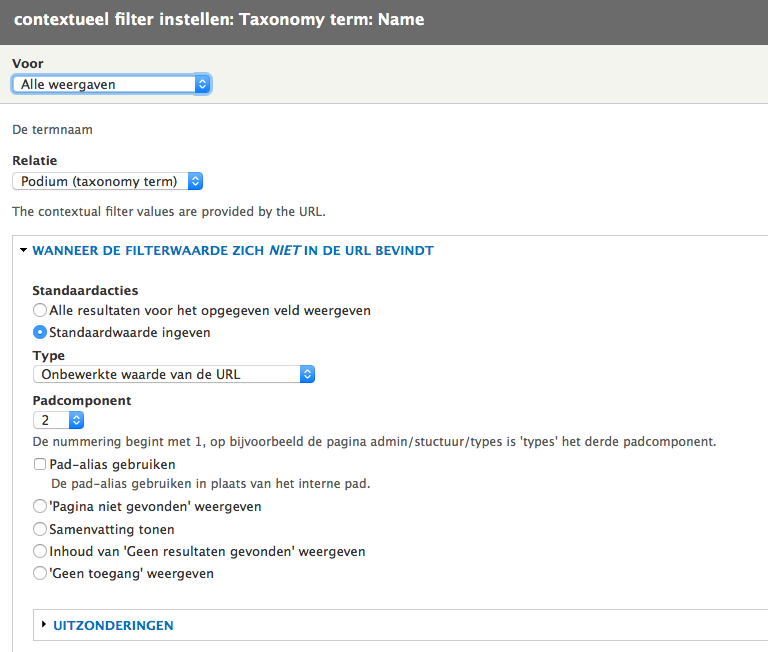 contextueel filter instellen: Taxonomy term: Name
Voor
Alle weergaven
De termnaam
Relatie
Podium (taxonomy term)
The contextual filter values are provided by the URL.
WANNEER DE FILTERWAARDE ZICH NIET IN DE URL BEVINDT
Standaardacties
Alle resultaten voor het opgegeven veld weergeven
Standaardwaarde ingeven
Type
Onbewerkte waarde van de URL
Padcomponent
2
De nummering begint met 1, op bijvoorbeeld de pagina admin/stuctuur/types is 'types' het derde padcomponent.
Pad-alias gebruiken
De pad-alias gebruiken in plaats van het interne pad.
'Pagina niet gevonden' weergeven
Samenvatting tonen
Inhoud van 'Geen resultaten gevonden' weergeven
'Geen toegang' weergeven
UITZONDERINGEN